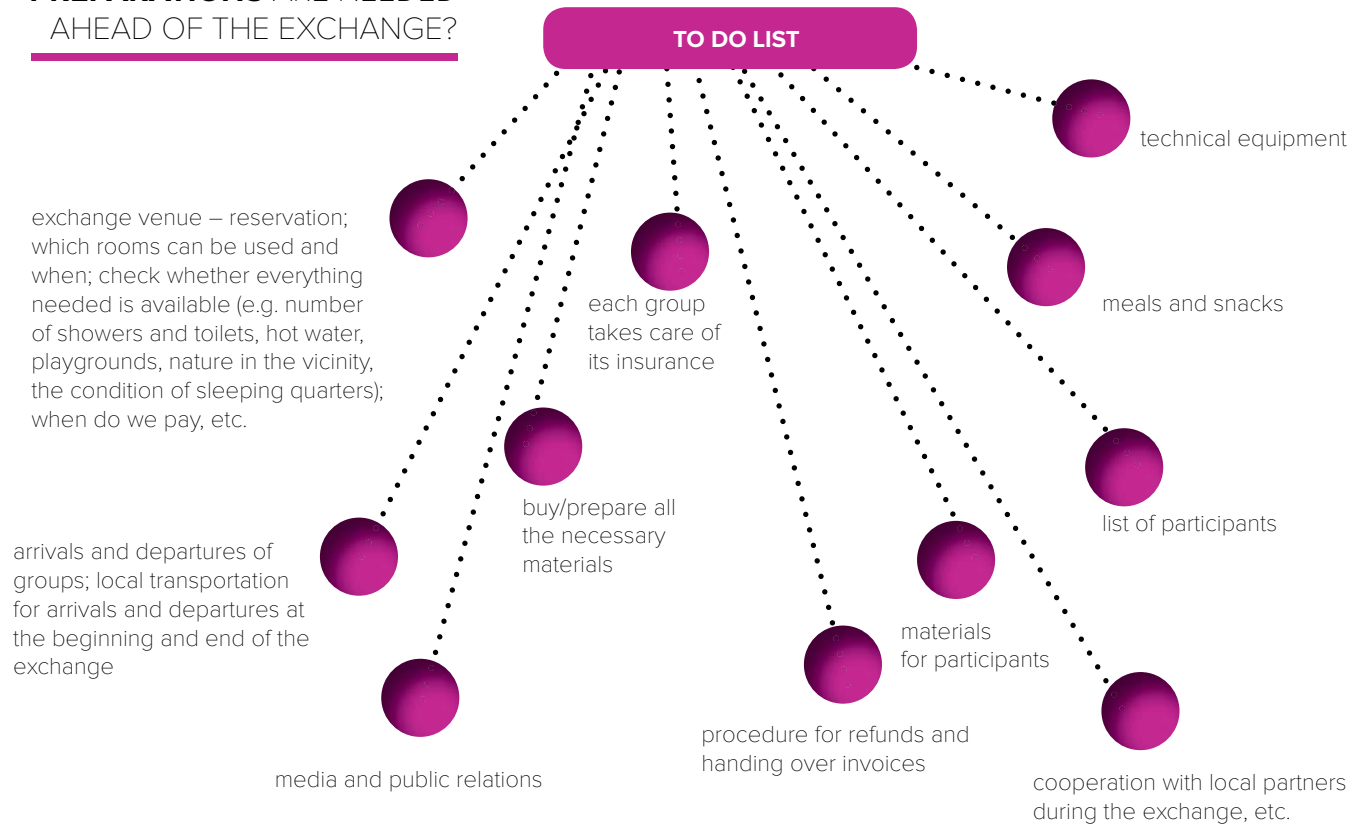 PREPARATIONS ARE NEEDED
AHEAD OF THE EXCHANGE?
TO DO LIST
technical equipment
exchange venue – reservation;
which rooms can be used and
when; check whether everything
needed is available (e.g. number
of showers and toilets, hot water,
playgrounds, nature in the vicinity,
the condition of sleeping quarters);
when do we pay, etc.
each group
takes care of
its insurance
meals and snacks
buy/prepare all
the necessary
materials
list of participants
arrivals and departures of
groups; local transportation
for arrivals and departures at
the beginning and end of the
exchange
materials
for participants
procedure for refunds and
handing over invoices
media and public relations
cooperation with local partners
during the exchange, etc.